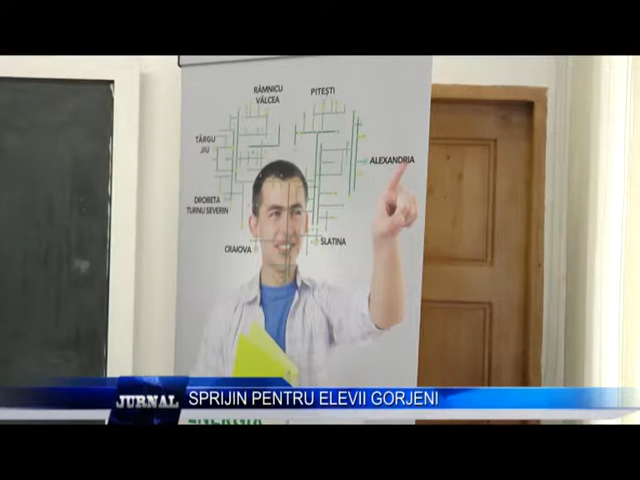 RÂMNICU
VÂLCEA
PITEȘTI
TÂRGU
JIU
ALEXANDRIA
DROBETA
TURNU SEVERIN
CRAIOVA
SLATINA
JURNAL
SPRIJIN PENTRU ELEVII GORJENI